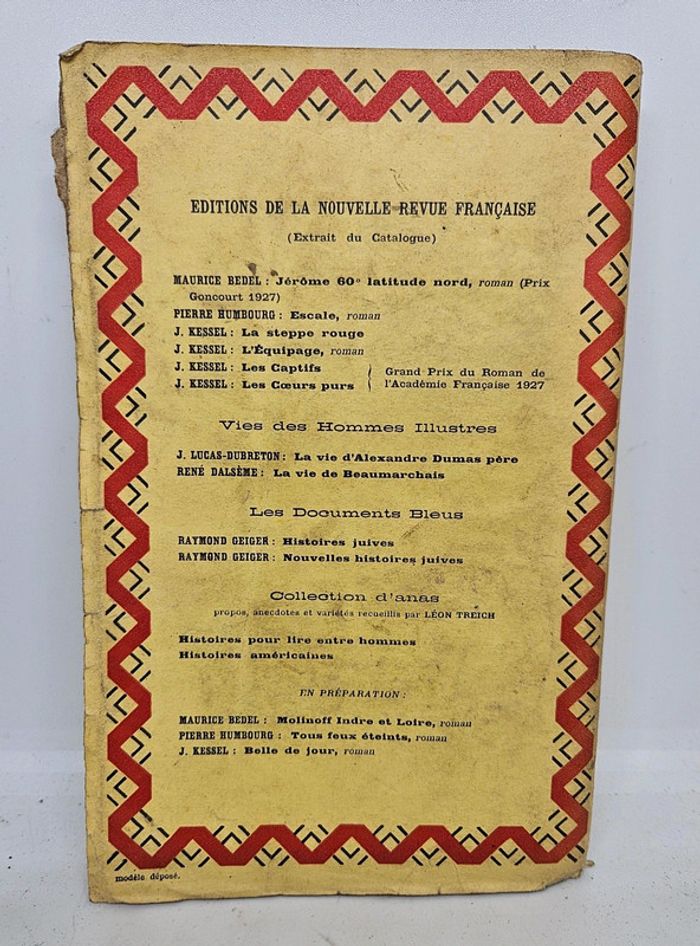 EDITIONS DE LA NOUVELLE REVUE FRANÇAISE
(Extrait du Catalogue)
MAURICE BEDEL : Jérôme 60° latitude nord, roman (Prix
Goncourt 1927)
PIERRE HUMBOURG : Escale, roman
J. KESSEL : La steppe rouge
J. KESSEL : L'Équipage, roman
J. KESSEL : Les Captifs
J. KESSEL : Les Cœurs purs
Grand Prix du Roman de
l'Académie Française 1927
Vies des Hommes Illustres
J. LUCAS-DUBRETON : La vie d'Alexandre Dumas père
RENÉ DALSÈME : La vie de Beaumarchais
Les Documents Bleus
RAYMOND GEIGER : Histoires juives
RAYMOND GEIGER : Nouvelles histoires juives
Collection d'anas
propos, anecdotes et variétés recueillis par LÉON TREICH
Histoires pour lire entre hommes
Histoires américaines
EN PRÉPARATION :
MAURICE BEDEL : Molinoff Indre et Loire, roman
PIERRE HUMBOURG : Tous feux éteints, roman
J. KESSEL : Belle de jour, roman
modèle déposé.